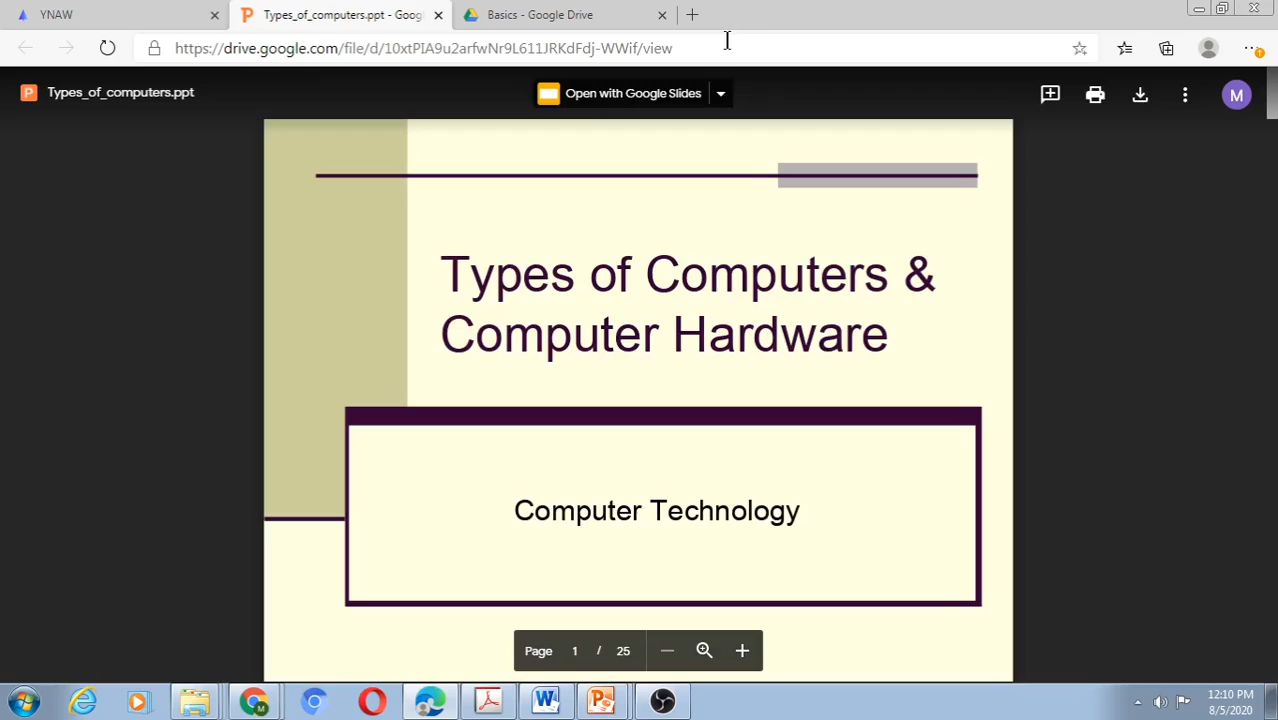 YNAW
Types_of_computers.ppt - Goog
Basics - Google Drive
https://drive.google.com/file/d/10xtPIA9u2arfwNr9L611JRKdFdj-WWif/view
Types_of_computers.ppt
Open with Google Slides
M
Types of Computers &
Computer Hardware
Computer Technology
Page 1 / 25
12:10 PM
8/5/2020